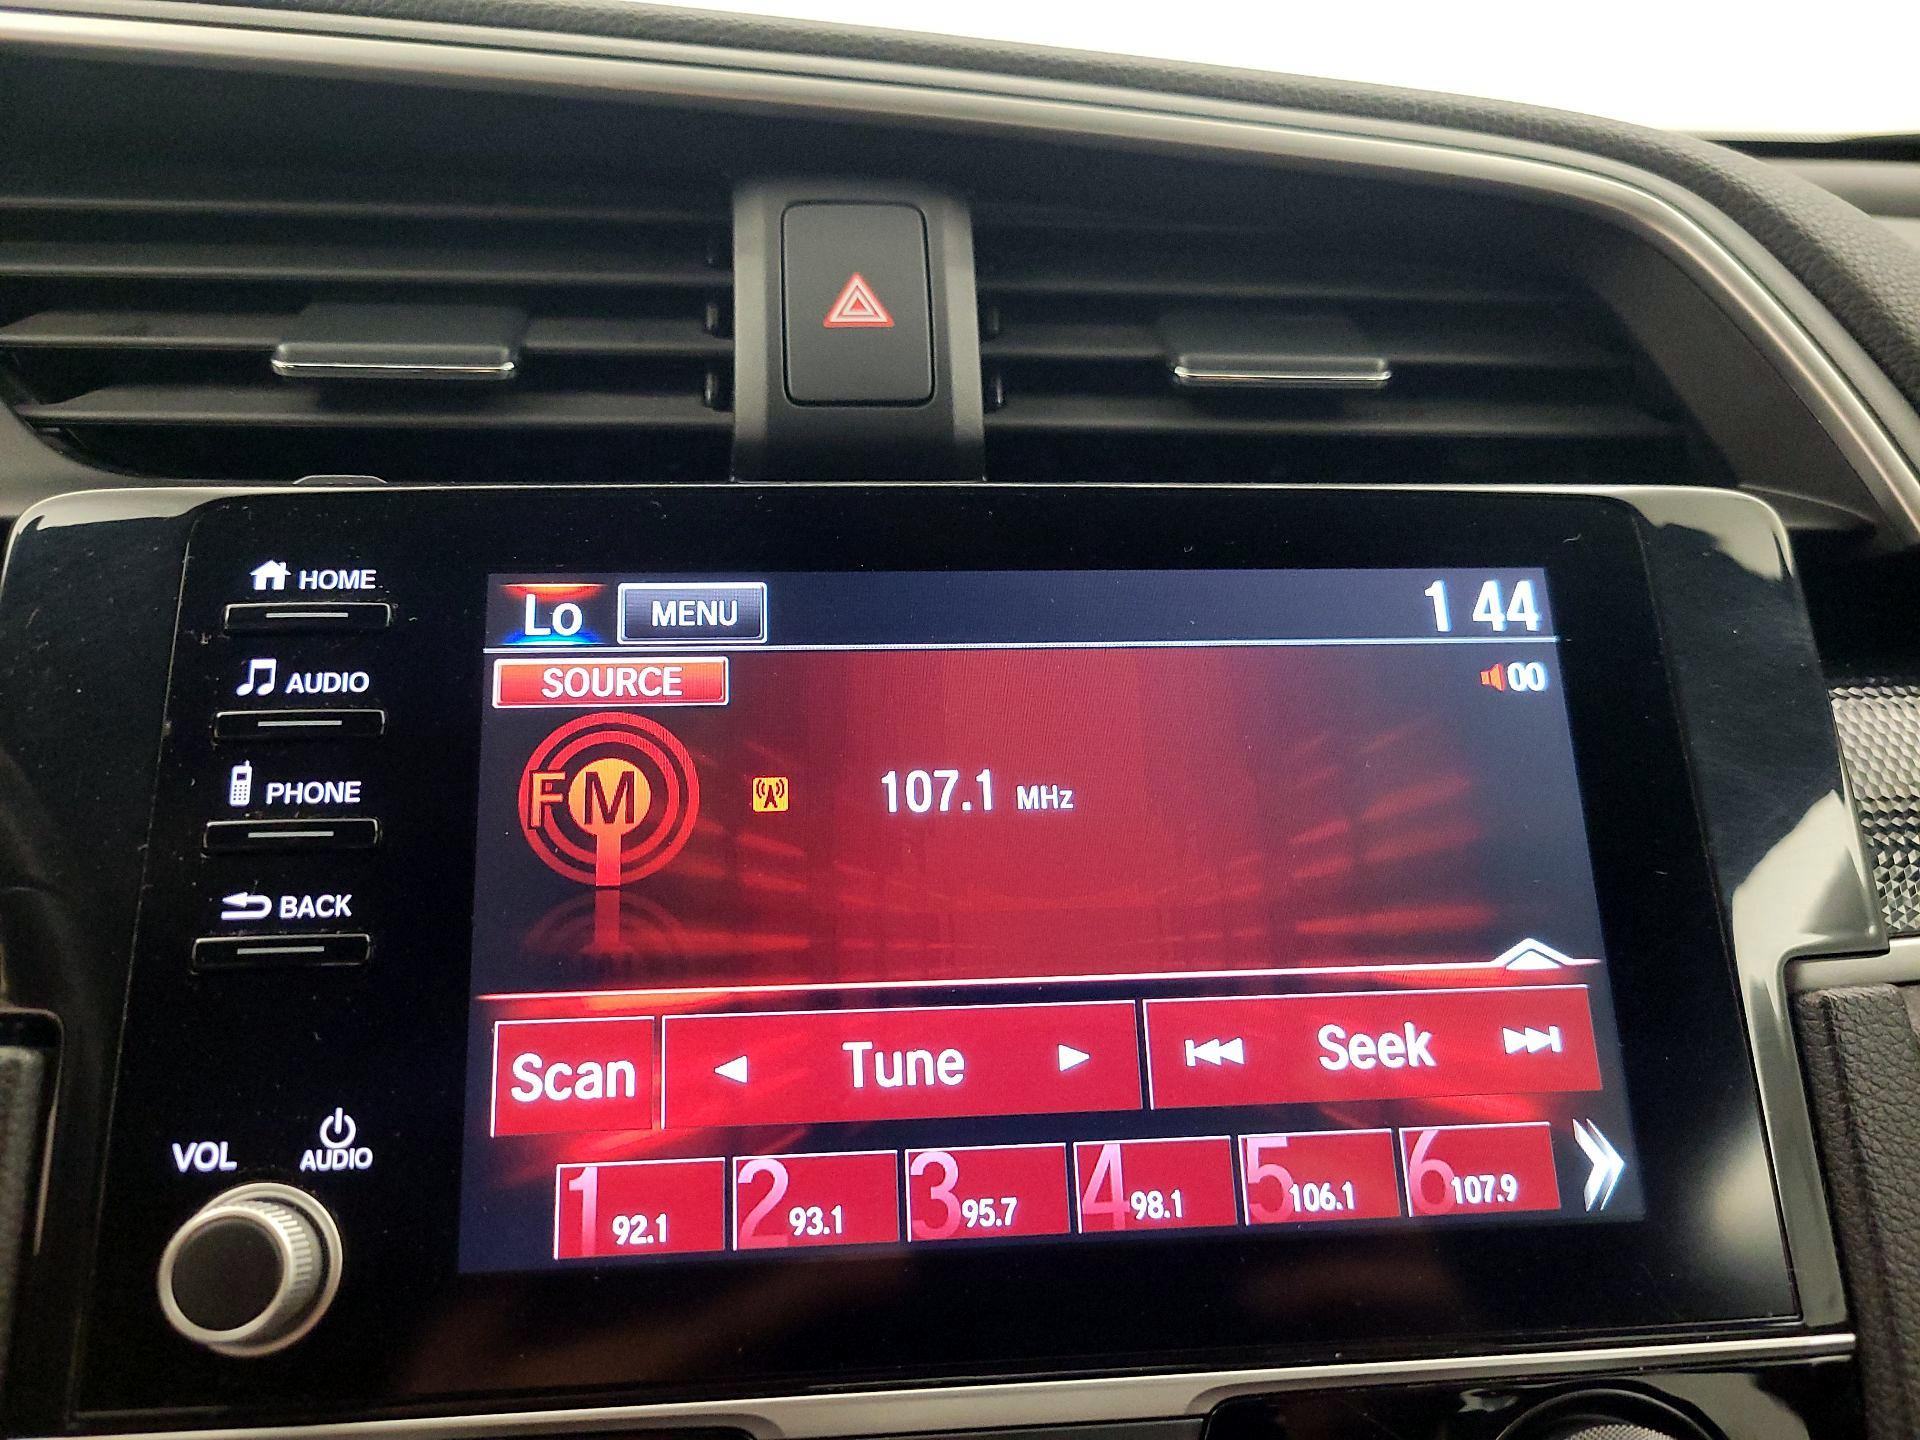 HOME
AUDIO
PHONE
BACK
VOL
AUDIO
Lo MENU 1 44
SOURCE 00
FM 107.1 MHz
Scan Tune Seek
1 92.1 2 93.1 3 95.7 4 98.1 5 106.1 6 107.9